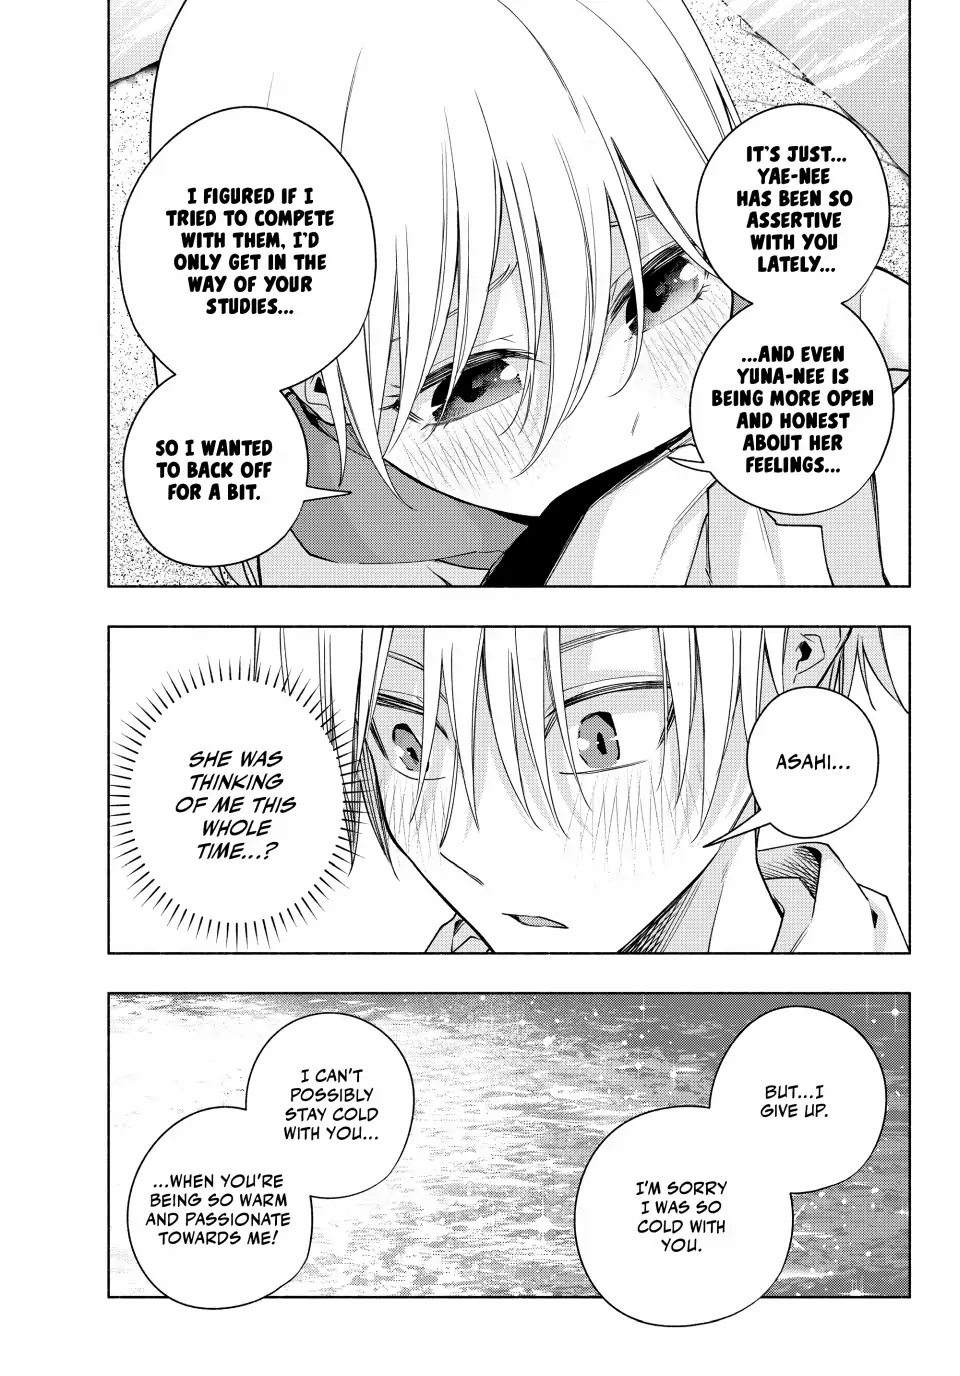 IT'S JUST...
YAE-NEE
HAS BEEN SO
ASSERTIVE
WITH YOU
LATELY...
...AND EVEN
YUNA-NEE IS
BEING MORE OPEN
AND HONEST
ABOUT HER
FEELINGS...
I FIGURED IF I
TRIED TO COMPETE
WITH THEM, I'D
ONLY GET IN THE
WAY OF YOUR
STUDIES...
SO I WANTED
TO BACK OFF
FOR A BIT.
ASAHI...
SHE WAS
THINKING
OF ME THIS
WHOLE
TIME...?
BUT...I
GIVE UP.
I'M SORRY
I WAS SO
COLD WITH
YOU.
I CAN'T
POSSIBLY
STAY COLD
WITH YOU...
...WHEN YOU'RE
BEING SO WARM
AND PASSIONATE
TOWARDS ME!